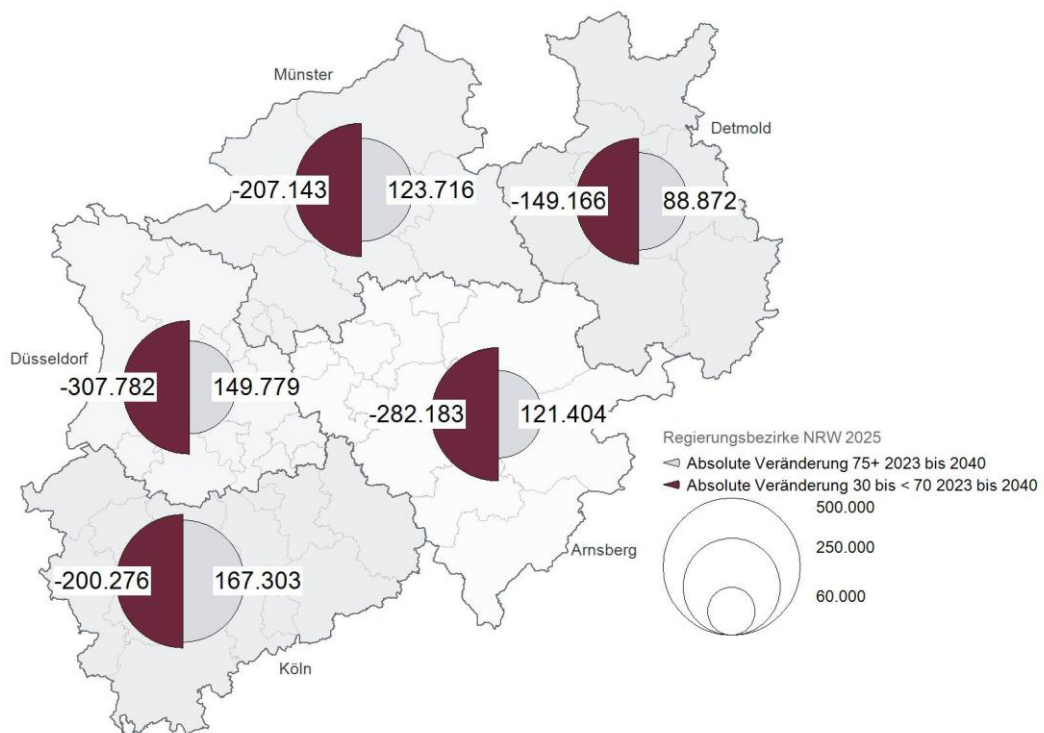 Münster
Detmold
-207.143 123.716
-149.166 88.872
Düsseldorf
-307.782 149.779
-282.183 121.404
Regierungsbezirke NRW 2025
Absolute Veränderung 75+ 2023 bis 2040
Absolute Veränderung 30 bis < 70 2023 bis 2040
500.000
250.000
60.000
Arnsberg
-200.276 167.303
Köln